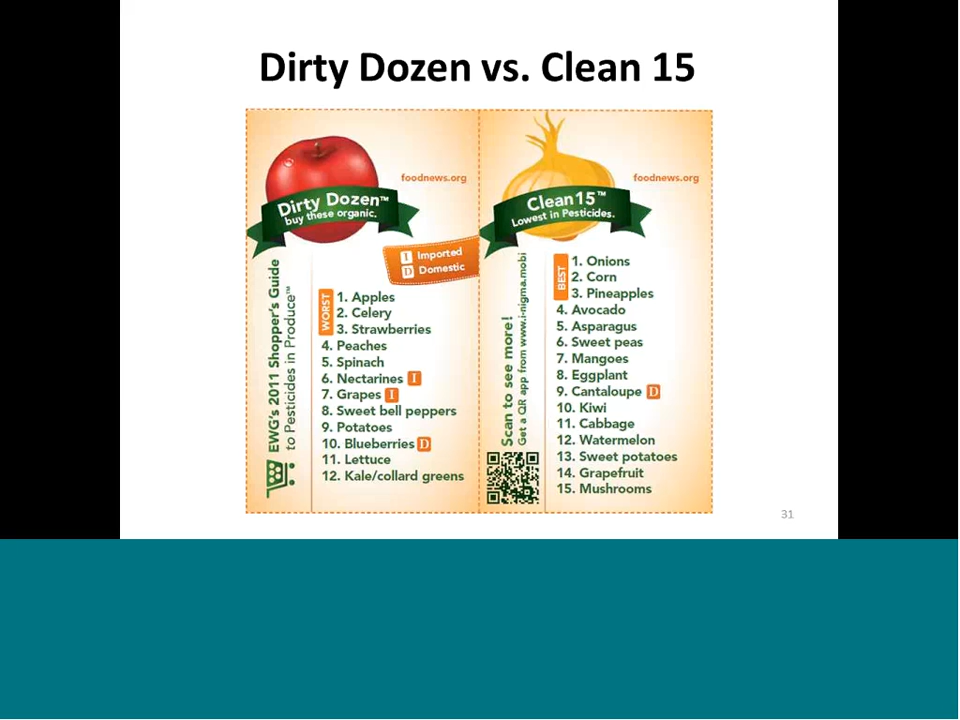 Dirty Dozen vs. Clean 15
foodnews.org
Dirty Dozen™
buy these organic.
I Imported
D Domestic
EWG's 2011 Shopper's Guide
to Pesticides in Produce™
WORST
1. Apples
2. Celery
3. Strawberries
4. Peaches
5. Spinach
6. Nectarines I
7. Grapes I
8. Sweet bell peppers
9. Potatoes
10. Blueberries D
11. Lettuce
12. Kale/collard greens
foodnews.org
Clean15™
Lowest in Pesticides.
Scan to see more!
Get a QR app from www.i-nigma.mobi
BEST
1. Onions
2. Corn
3. Pineapples
4. Avocado
5. Asparagus
6. Sweet peas
7. Mangoes
8. Eggplant
9. Cantaloupe D
10. Kiwi
11. Cabbage
12. Watermelon
13. Sweet potatoes
14. Grapefruit
15. Mushrooms
31